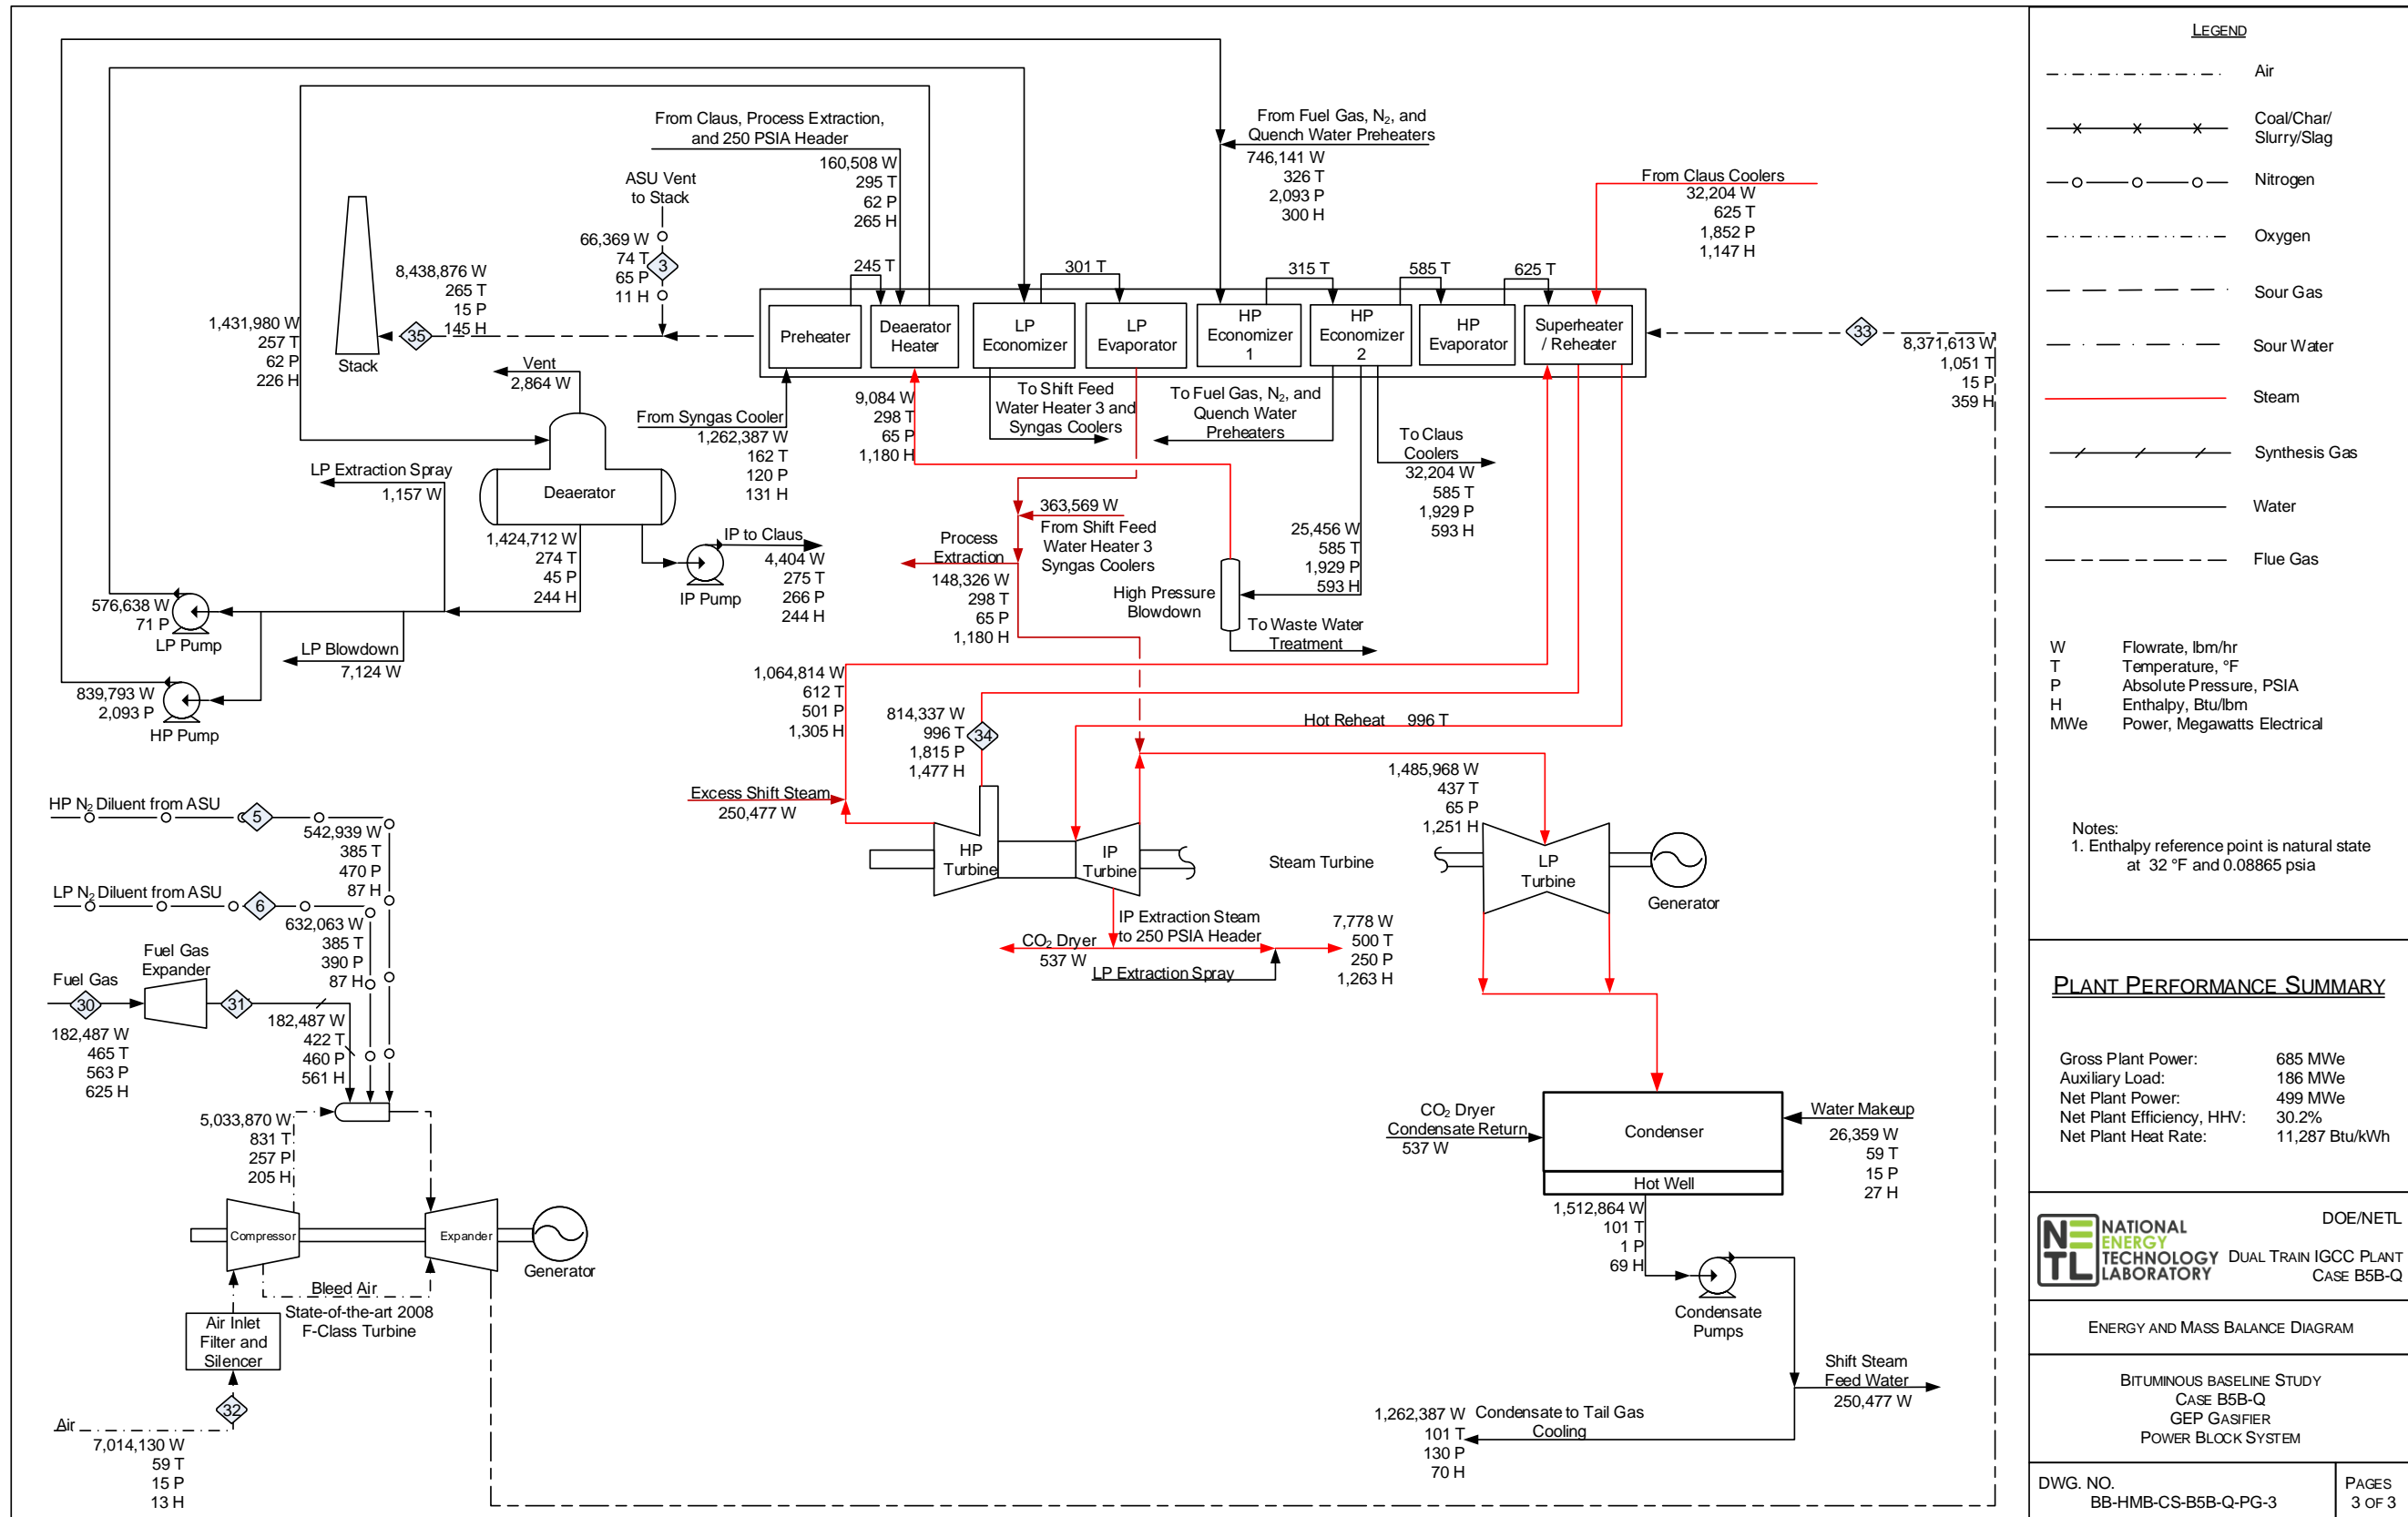 From Claus, Process Extraction,
and 250 PSIA Header
160,508 W
295 T
62 P
265 H
From Fuel Gas, N₂, and
Quench Water Preheaters
746,141 W
326 T
2,093 P
300 H
From Claus Coolers
32,204 W
625 T
1,852 P
1,147 H
ASU Vent
to Stack
66,369 W
74 T
65 P
11 H
3
8,438,876 W
265 T
15 P
145 H
35
Stack
1,431,980 W
257 T
62 P
226 H
245 T
301 T
315 T
585 T
625 T
Preheater
Deaerator
Heater
LP
Economizer
LP
Evaporator
HP
Economizer
1
HP
Economizer
2
HP
Evaporator
Superheater
/ Reheater
33
8,371,613 W
1,051 T
15 P
359 H
Vent
2,864 W
From Syngas Cooler
1,262,387 W
162 T
120 P
131 H
9,084 W
298 T
65 P
1,180 H
To Shift Feed
Water Heater 3 and
Syngas Coolers
To Fuel Gas, N₂, and
Quench Water
Preheaters
To Claus
Coolers
32,204 W
585 T
1,929 P
593 H
LP Extraction Spray
1,157 W
Deaerator
1,424,712 W
274 T
45 P
244 H
IP to Claus
4,404 W
275 T
266 P
244 H
IP Pump
363,569 W
From Shift Feed
Water Heater 3
Syngas Coolers
Process
Extraction
148,326 W
298 T
65 P
1,180 H
25,456 W
585 T
1,929 P
593 H
High Pressure
Blowdown
To Waste Water
Treatment
576,638 W
71 P
LP Pump
LP Blowdown
7,124 W
839,793 W
2,093 P
HP Pump
1,064,814 W
612 T
501 P
1,305 H
814,337 W
996 T
1,815 P
1,477 H
34
Hot Reheat 996 T
Excess Shift Steam
250,477 W
1,485,968 W
437 T
65 P
1,251 H
HP
Turbine
IP
Turbine
Steam Turbine
LP
Turbine
Generator
HP N₂ Diluent from ASU
5
542,939 W
385 T
470 P
87 H
LP N₂ Diluent from ASU
6
632,063 W
385 T
390 P
87 H
Fuel Gas
Expander
Fuel Gas
30
31
182,487 W
465 T
563 P
625 H
182,487 W
422 T
460 P
561 H
IP Extraction Steam
to 250 PSIA Header
CO₂ Dryer
537 W
LP Extraction Spray
7,778 W
500 T
250 P
1,263 H
5,033,870 W
831 T
257 P
205 H
Compressor
Expander
Generator
Bleed Air
State-of-the-art 2008
F-Class Turbine
Air Inlet
Filter and
Silencer
32
Air
7,014,130 W
59 T
15 P
13 H
CO₂ Dryer
Condensate Return
537 W
Condenser
Hot Well
Water Makeup
26,359 W
59 T
15 P
27 H
1,512,864 W
101 T
1 P
69 H
Condensate
Pumps
Shift Steam
Feed Water
250,477 W
1,262,387 W
101 T
130 P
70 H
Condensate to Tail Gas
Cooling
LEGEND
Air
Coal/Char/
Slurry/Slag
Nitrogen
Oxygen
Sour Gas
Sour Water
Steam
Synthesis Gas
Water
Flue Gas
W Flowrate, lbm/hr
T Temperature, °F
P Absolute Pressure, PSIA
H Enthalpy, Btu/lbm
MWe Power, Megawatts Electrical
Notes:
1. Enthalpy reference point is natural state
at 32 °F and 0.08865 psia
PLANT PERFORMANCE SUMMARY
Gross Plant Power: 685 MWe
Auxiliary Load: 186 MWe
Net Plant Power: 499 MWe
Net Plant Efficiency, HHV: 30.2%
Net Plant Heat Rate: 11,287 Btu/kWh
NETL
NATIONAL
ENERGY
TECHNOLOGY
LABORATORY
DOE/NETL
DUAL TRAIN IGCC PLANT
CASE B5B-Q
ENERGY AND MASS BALANCE DIAGRAM
BITUMINOUS BASELINE STUDY
CASE B5B-Q
GEP GASIFIER
POWER BLOCK SYSTEM
DWG. NO.
BB-HMB-CS-B5B-Q-PG-3
PAGES
3 OF 3